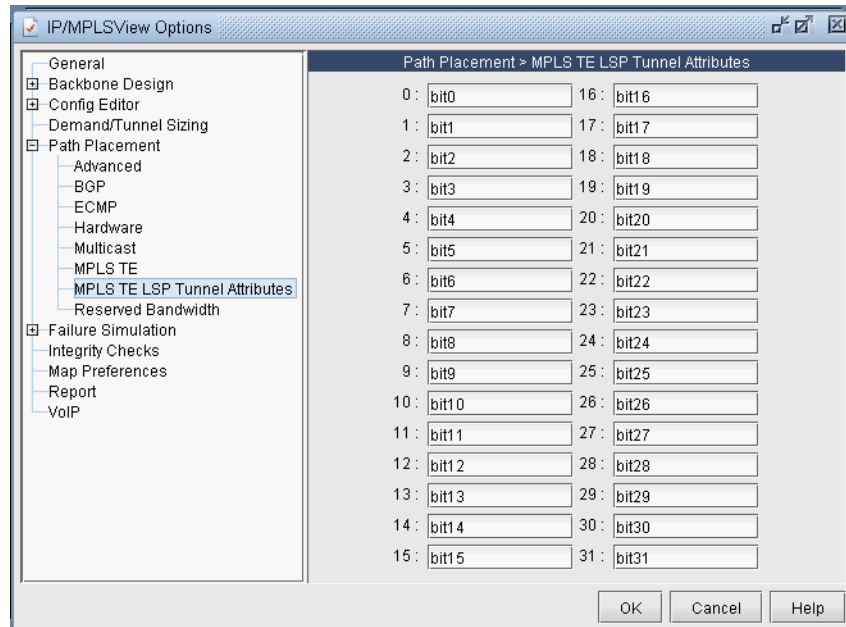 IP/MPLSView Options
General
Backbone Design
Config Editor
Demand/Tunnel Sizing
Path Placement
Advanced
BGP
ECMP
Hardware
Multicast
MPLS TE
MPLS TE LSP Tunnel Attributes
Reserved Bandwidth
Failure Simulation
Integrity Checks
Map Preferences
Report
VoIP
Path Placement > MPLS TE LSP Tunnel Attributes
0 : bit0 16 : bit16
1 : bit1 17 : bit17
2 : bit2 18 : bit18
3 : bit3 19 : bit19
4 : bit4 20 : bit20
5 : bit5 21 : bit21
6 : bit6 22 : bit22
7 : bit7 23 : bit23
8 : bit8 24 : bit24
9 : bit9 25 : bit25
10 : bit10 26 : bit26
11 : bit11 27 : bit27
12 : bit12 28 : bit28
13 : bit13 29 : bit29
14 : bit14 30 : bit30
15 : bit15 31 : bit31
OK Cancel Help